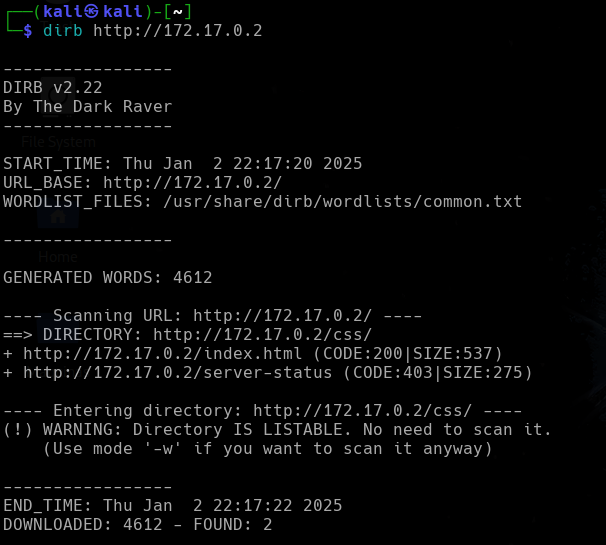 ┌──(kali㉿kali)-[~]
└─$ dirb http://172.17.0.2
-----------------
DIRB v2.22
By The Dark Raver
-----------------
File System
START_TIME: Thu Jan  2 22:17:20 2025
URL_BASE: http://172.17.0.2/
WORDLIST_FILES: /usr/share/dirb/wordlists/common.txt
-----------------
Home
GENERATED WORDS: 4612
---- Scanning URL: http://172.17.0.2/ ----
==> DIRECTORY: http://172.17.0.2/css/
+ http://172.17.0.2/index.html (CODE:200|SIZE:537)
+ http://172.17.0.2/server-status (CODE:403|SIZE:275)
---- Entering directory: http://172.17.0.2/css/ ----
(!) WARNING: Directory IS LISTABLE. No need to scan it.
    (Use mode '-w' if you want to scan it anyway)
-----------------
END_TIME: Thu Jan  2 22:17:22 2025
DOWNLOADED: 4612 - FOUND: 2